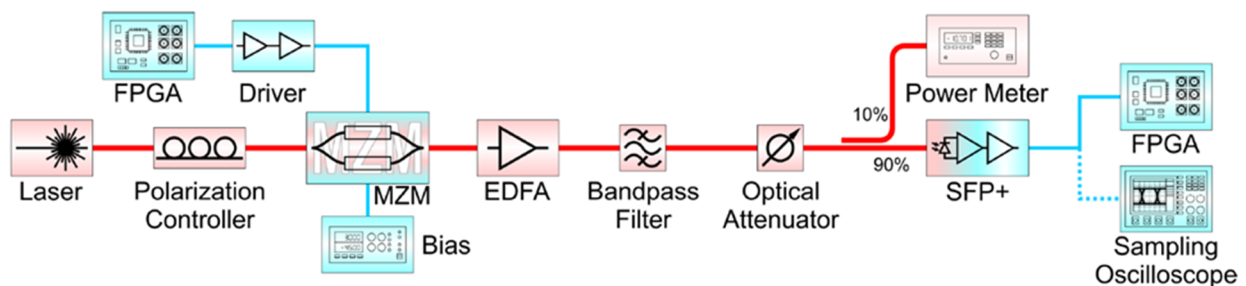 FPGA
Driver
Laser
Polarization
Controller
MZM
MZM
Bias
EDFA
Bandpass
Filter
Optical
Attenuator
10%
90%
Power Meter
SFP+
FPGA
Sampling
Oscilloscope